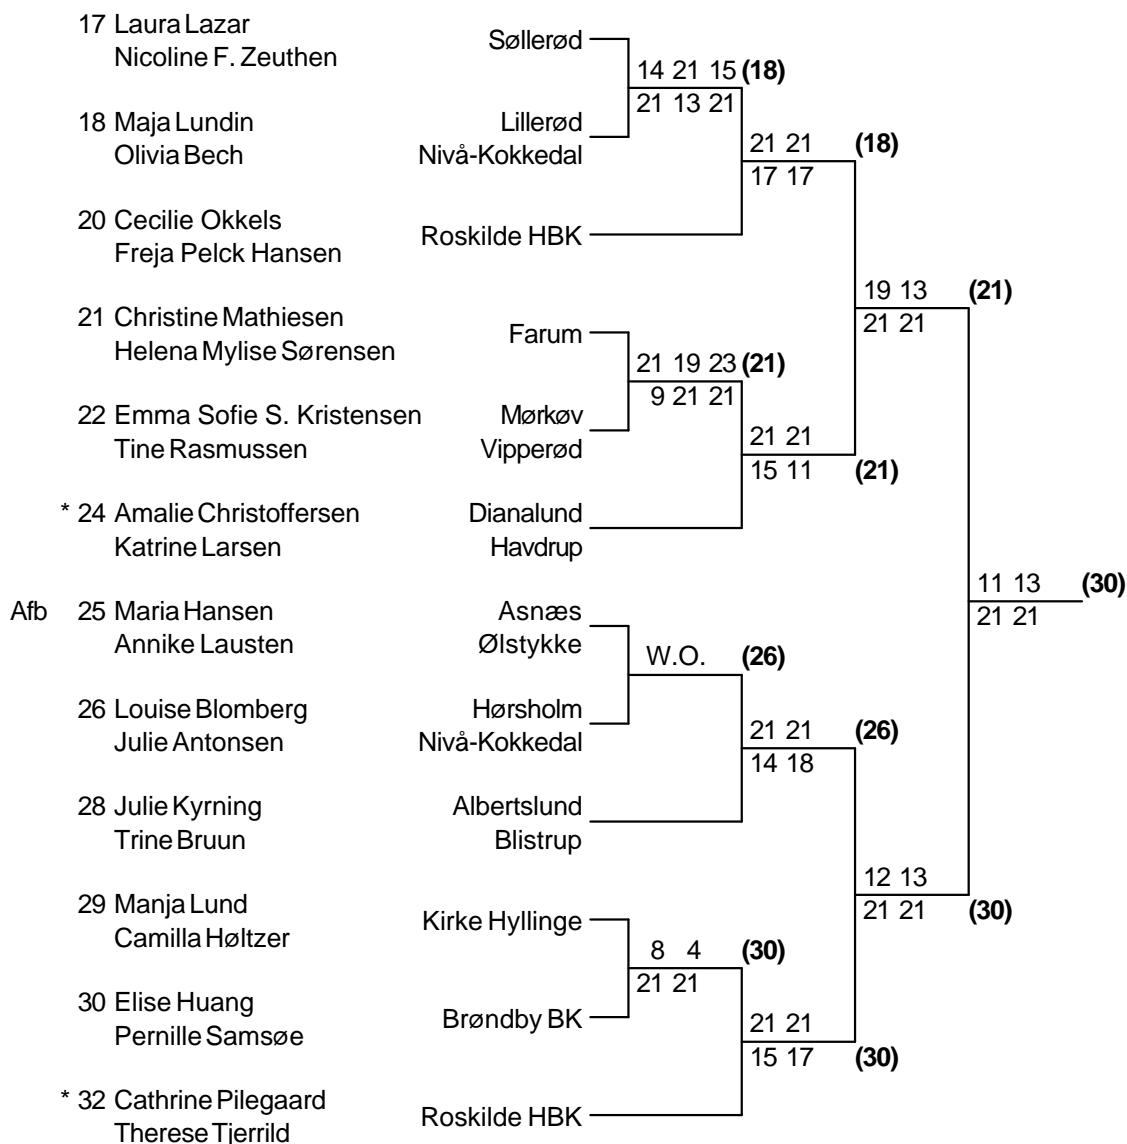 17 Laura Lazar
Søllerød
Nicoline F. Zeuthen
14 21 15 (18)
21 13 21
18 Maja Lundin
Lillerød
Olivia Bech
Nivå-Kokkedal
21 21 (18)
17 17
20 Cecilie Okkels
Roskilde HBK
Freja Pelck Hansen
19 13 (21)
21 21
21 Christine Mathiesen
Farum
Helena Mylise Sørensen
21 19 23 (21)
9 21 21
22 Emma Sofie S. Kristensen
Mørkøv
Tine Rasmussen
Vipperød
21 21
15 11 (21)
* 24 Amalie Christoffersen
Dianalund
Katrine Larsen
Havdrup
11 13 (30)
21 21
Afb 25 Maria Hansen
Asnæs
Annike Lausten
Ølstykke
W.O. (26)
26 Louise Blomberg
Hørsholm
Julie Antonsen
Nivå-Kokkedal
21 21 (26)
14 18
28 Julie Kyrning
Albertslund
Trine Bruun
Blistrup
12 13
21 21 (30)
29 Manja Lund
Kirke Hyllinge
Camilla Høltzer
8 4 (30)
21 21
30 Elise Huang
Brøndby BK
Pernille Samsøe
21 21
15 17 (30)
* 32 Cathrine Pilegaard
Roskilde HBK
Therese Tjerrild